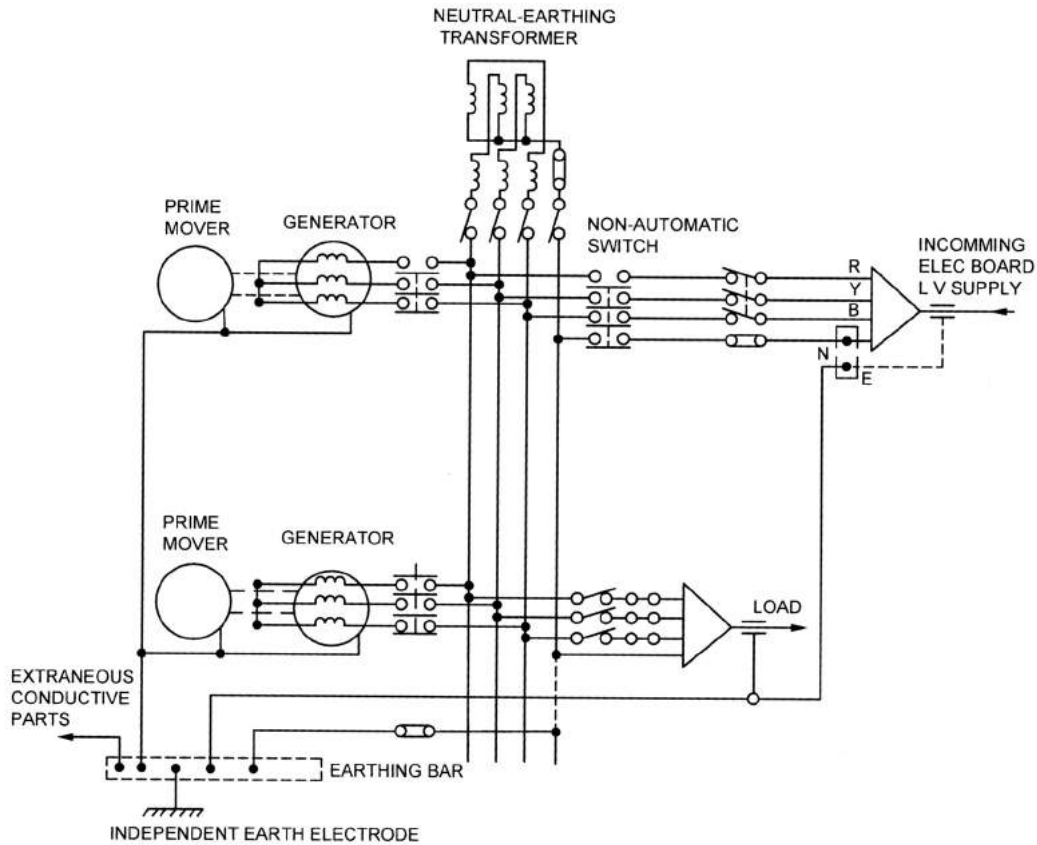 NEUTRAL-EARTHING
TRANSFORMER
PRIME
MOVER
GENERATOR
NON-AUTOMATIC
SWITCH
INCOMMING
ELEC BOARD
L V SUPPLY
R
Y
B
N
E
PRIME
MOVER
GENERATOR
LOAD
EXTRANEOUS
CONDUCTIVE
PARTS
EARTHING BAR
INDEPENDENT EARTH ELECTRODE